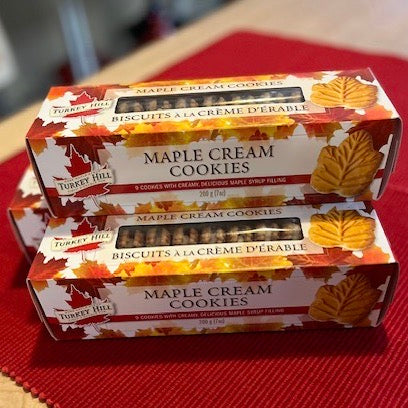 TURKEY HILL
MAPLE CREAM COOKIES
BISCUITS À LA CRÈME D'ÉRABLE
TURKEY HILL
MAPLE CREAM
COOKIES
9 COOKIES WITH CREAMY, DELICIOUS MAPLE SYRUP FILLING
200 g (7oz)
TURKEY HILL
MAPLE CREAM COOKIES
BISCUITS À LA CRÈME D'ÉRABLE
TURKEY HILL
MAPLE CREAM
COOKIES
9 COOKIES WITH CREAMY, DELICIOUS MAPLE SYRUP FILLING
200 g (7oz)